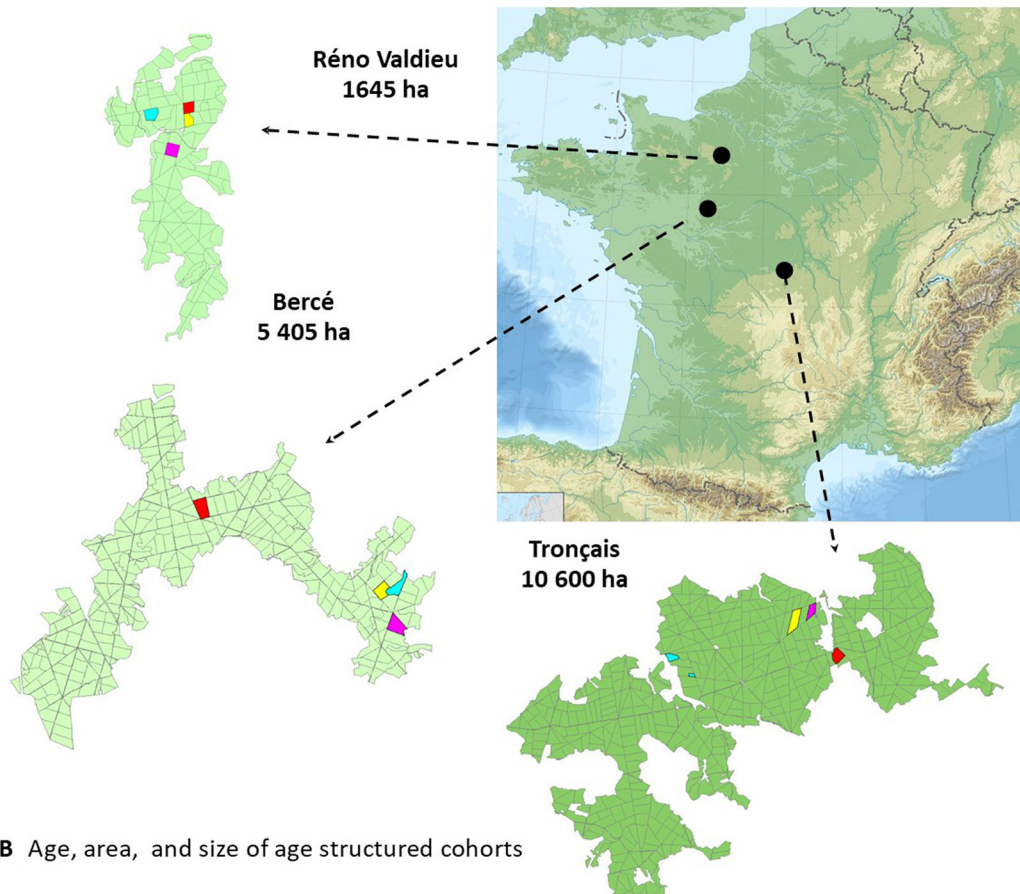 Réno Valdieu
1645 ha
Bercé
5 405 ha
Tronçais
10 600 ha
B Age, area, and size of age structured cohorts